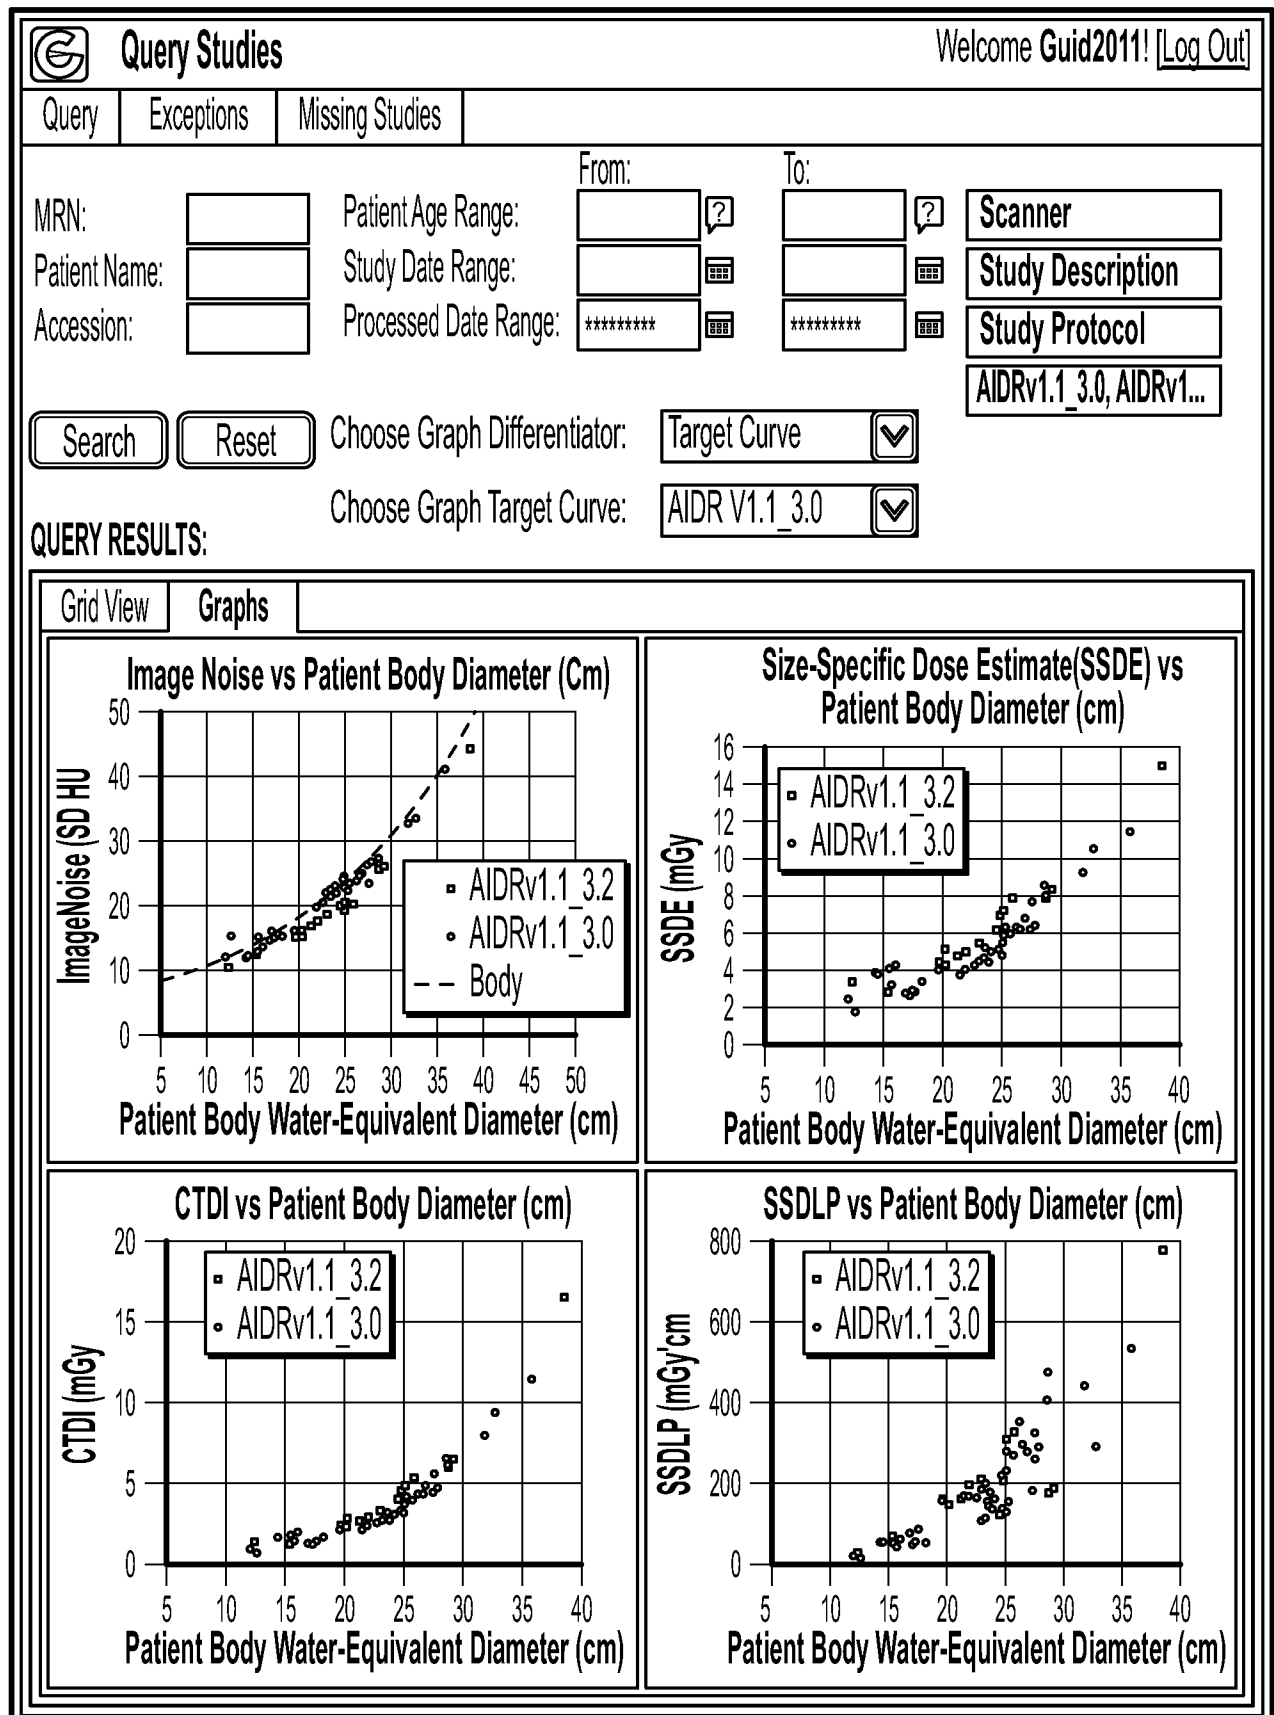 G Query Studies Welcome Guid2011! [Log Out]
Query Exceptions Missing Studies
From: To:
MRN: Patient Age Range: ? ? Scanner
Patient Name: Study Date Range: Study Description
Accession: Processed Date Range: ********* ********* Study Protocol
AIDRv1.1_3.0, AIDRv1...
Search Reset Choose Graph Differentiator: Target Curve
Choose Graph Target Curve: AIDR V1.1_3.0
QUERY RESULTS:
Grid View Graphs
Image Noise vs Patient Body Diameter (Cm)
50
40
30
20
10
0
ImageNoise (SD HU
AIDRv1.1_3.2
AIDRv1.1_3.0
Body
5 10 15 20 25 30 35 40 45 50
Patient Body Water-Equivalent Diameter (cm)
Size-Specific Dose Estimate(SSDE) vs
Patient Body Diameter (cm)
16
14
12
10
8
6
4
2
0
SSDE (mGy)
AIDRv1.1_3.2
AIDRv1.1_3.0
5 10 15 20 25 30 35 40
Patient Body Water-Equivalent Diameter (cm)
CTDI vs Patient Body Diameter (cm)
20
15
10
5
0
CTDI (mGy
AIDRv1.1_3.2
AIDRv1.1_3.0
5 10 15 20 25 30 35 40
Patient Body Water-Equivalent Diameter (cm)
SSDLP vs Patient Body Diameter (cm)
800
600
400
200
0
SSDLP (mGy'cm
AIDRv1.1_3.2
AIDRv1.1_3.0
5 10 15 20 25 30 35 40
Patient Body Water-Equivalent Diameter (cm)